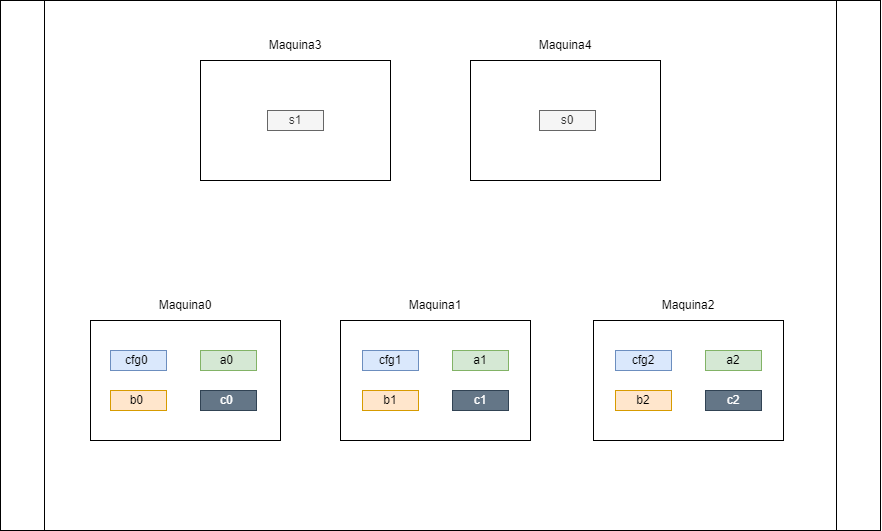 Maquina3 Maquina4
s1 s0
Maquina0 Maquina1 Maquina2
cfg0 a0 cfg1 a1 cfg2 a2
b0 c0 b1 c1 b2 c2